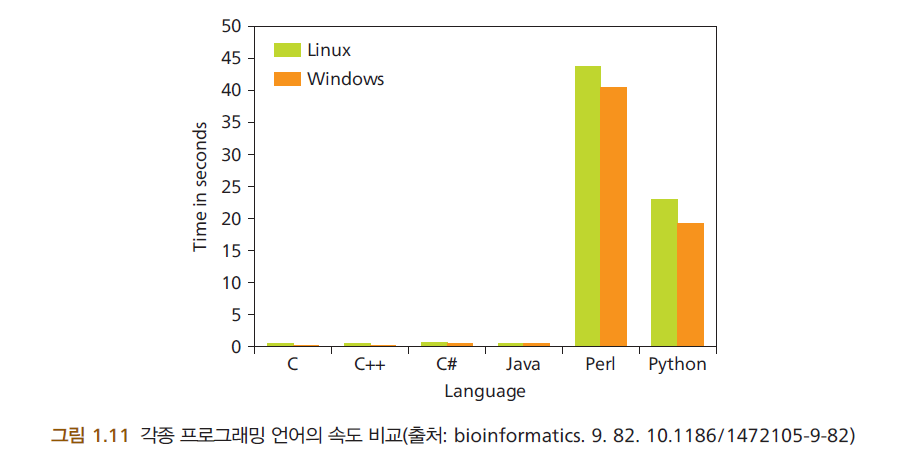 50
45
40
35
30
25
20
15
10
5
0
Time in seconds
Linux
Windows
C C++ C# Java Perl Python
Language
그림 1.11 각종 프로그래밍 언어의 속도 비교(출처: bioinformatics. 9. 82. 10.1186/1472105-9-82)